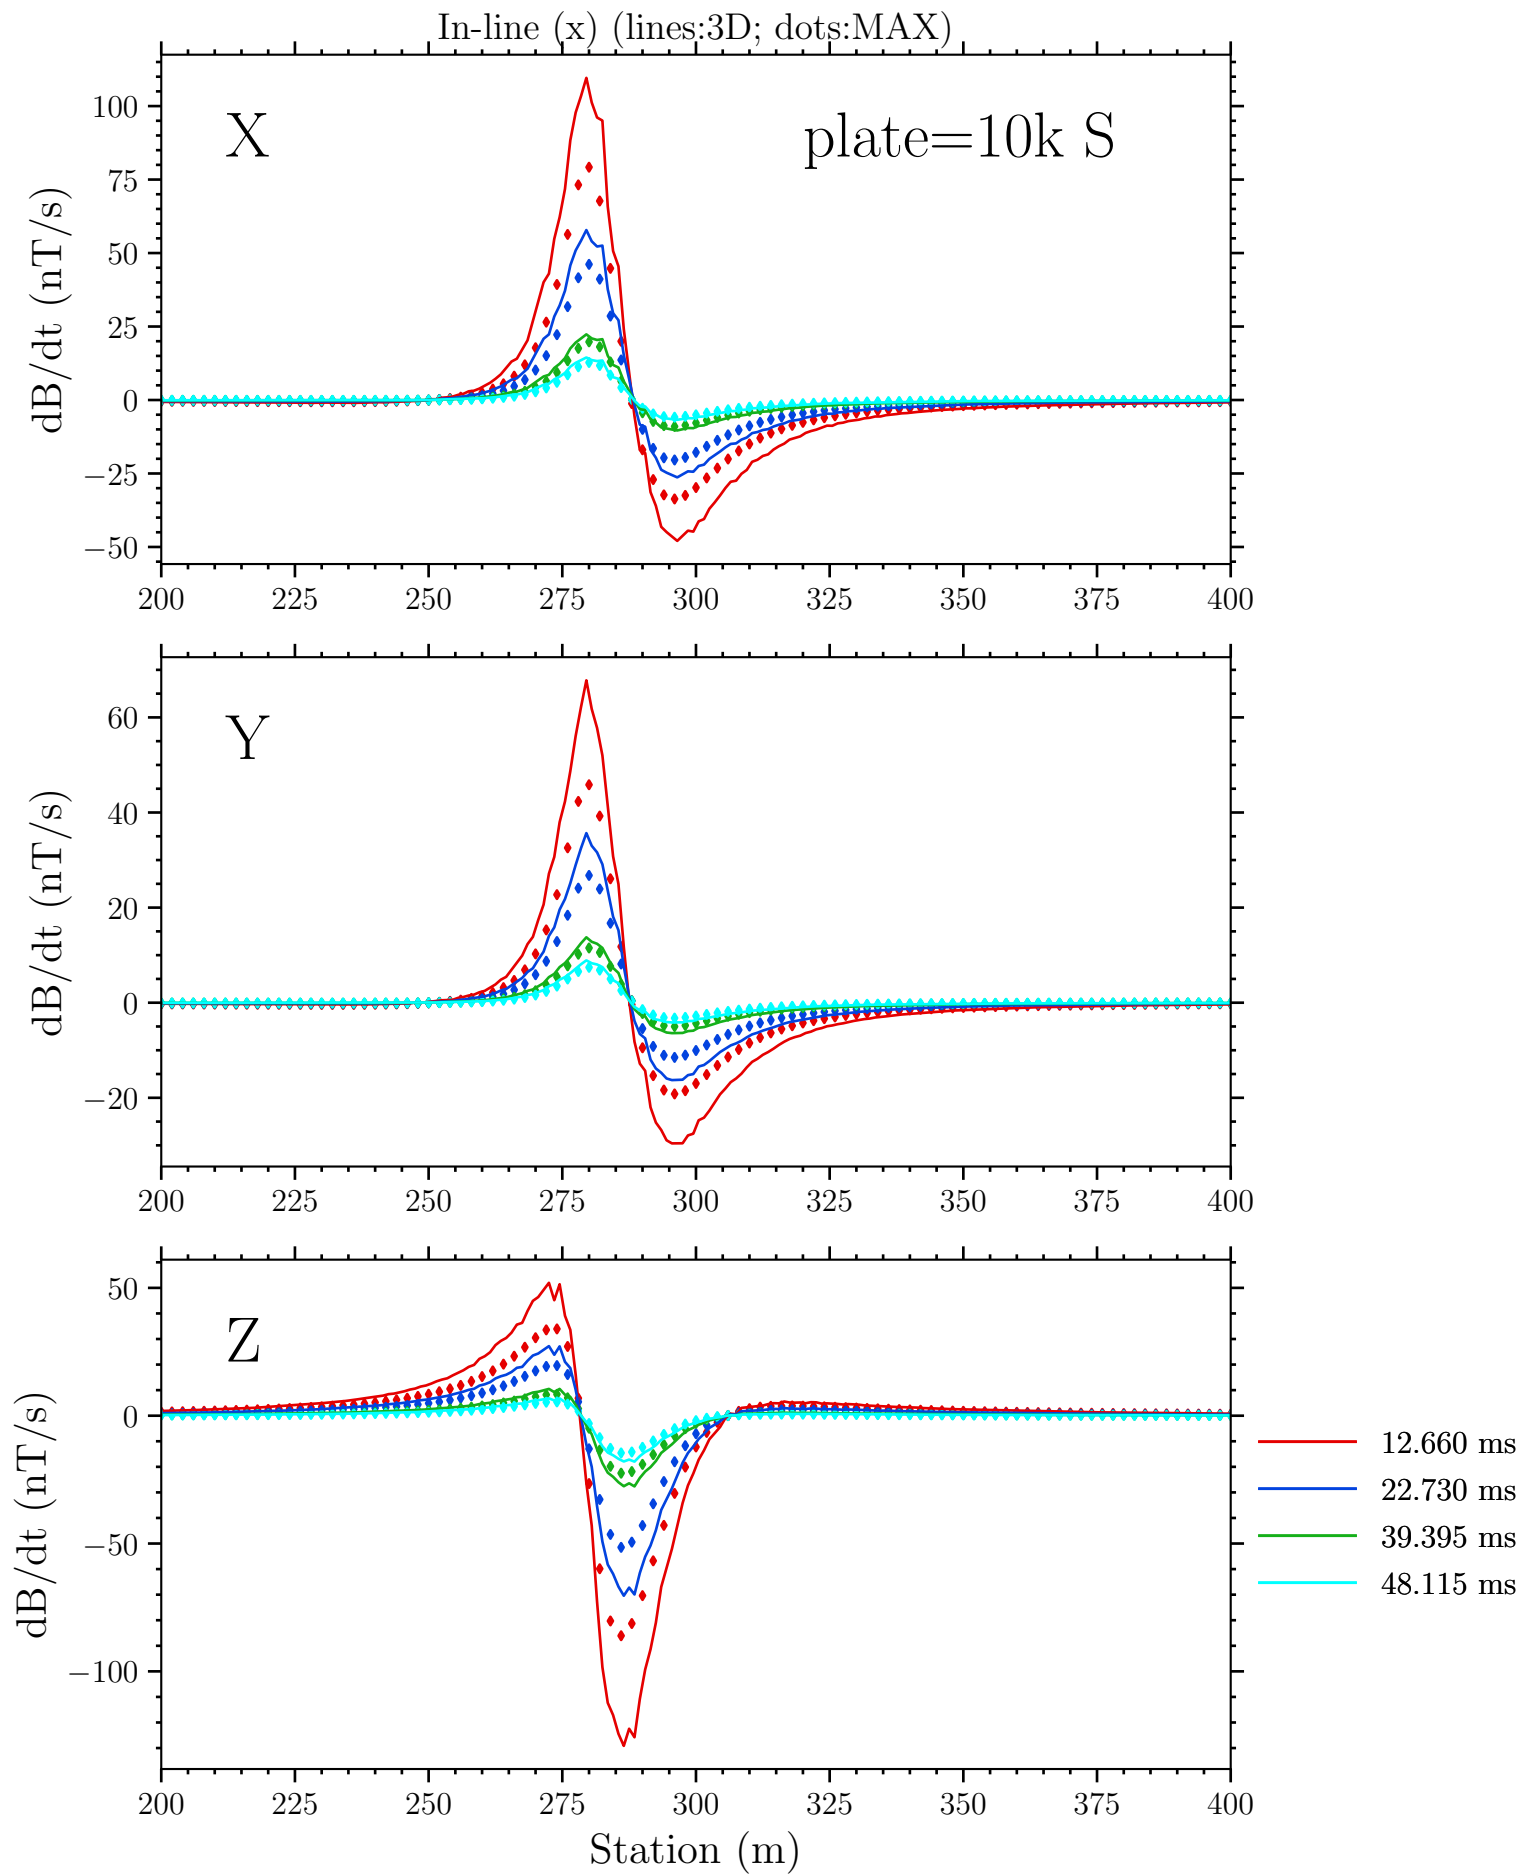 In-line (x) (lines:3D; dots:MAX)
X
plate=10k S
dB/dt (nT/s)
100
75
50
25
0
−25
−50
200 225 250 275 300 325 350 375 400
Y
dB/dt (nT/s)
60
40
20
0
−20
200 225 250 275 300 325 350 375 400
Z
dB/dt (nT/s)
50
0
−50
−100
200 225 250 275 300 325 350 375 400
Station (m)
12.660 ms
22.730 ms
39.395 ms
48.115 ms